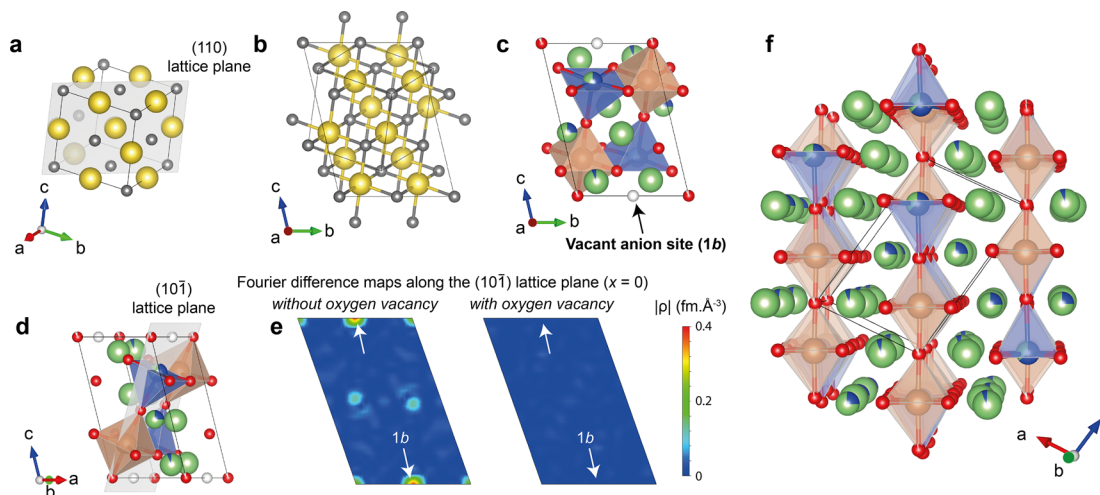 a
(110)
lattice plane
c
a
b
b
c
a
b
c
c
a
b
Vacant anion site (1b)
d
(101̄)
lattice plane
c
b
a
Fourier difference maps along the (101̄) lattice plane (x = 0)
without oxygen vacancy
with oxygen vacancy
e
1b
1b
|ρ| (fm.Å⁻³)
0.4
0.2
0
f
a
b
c